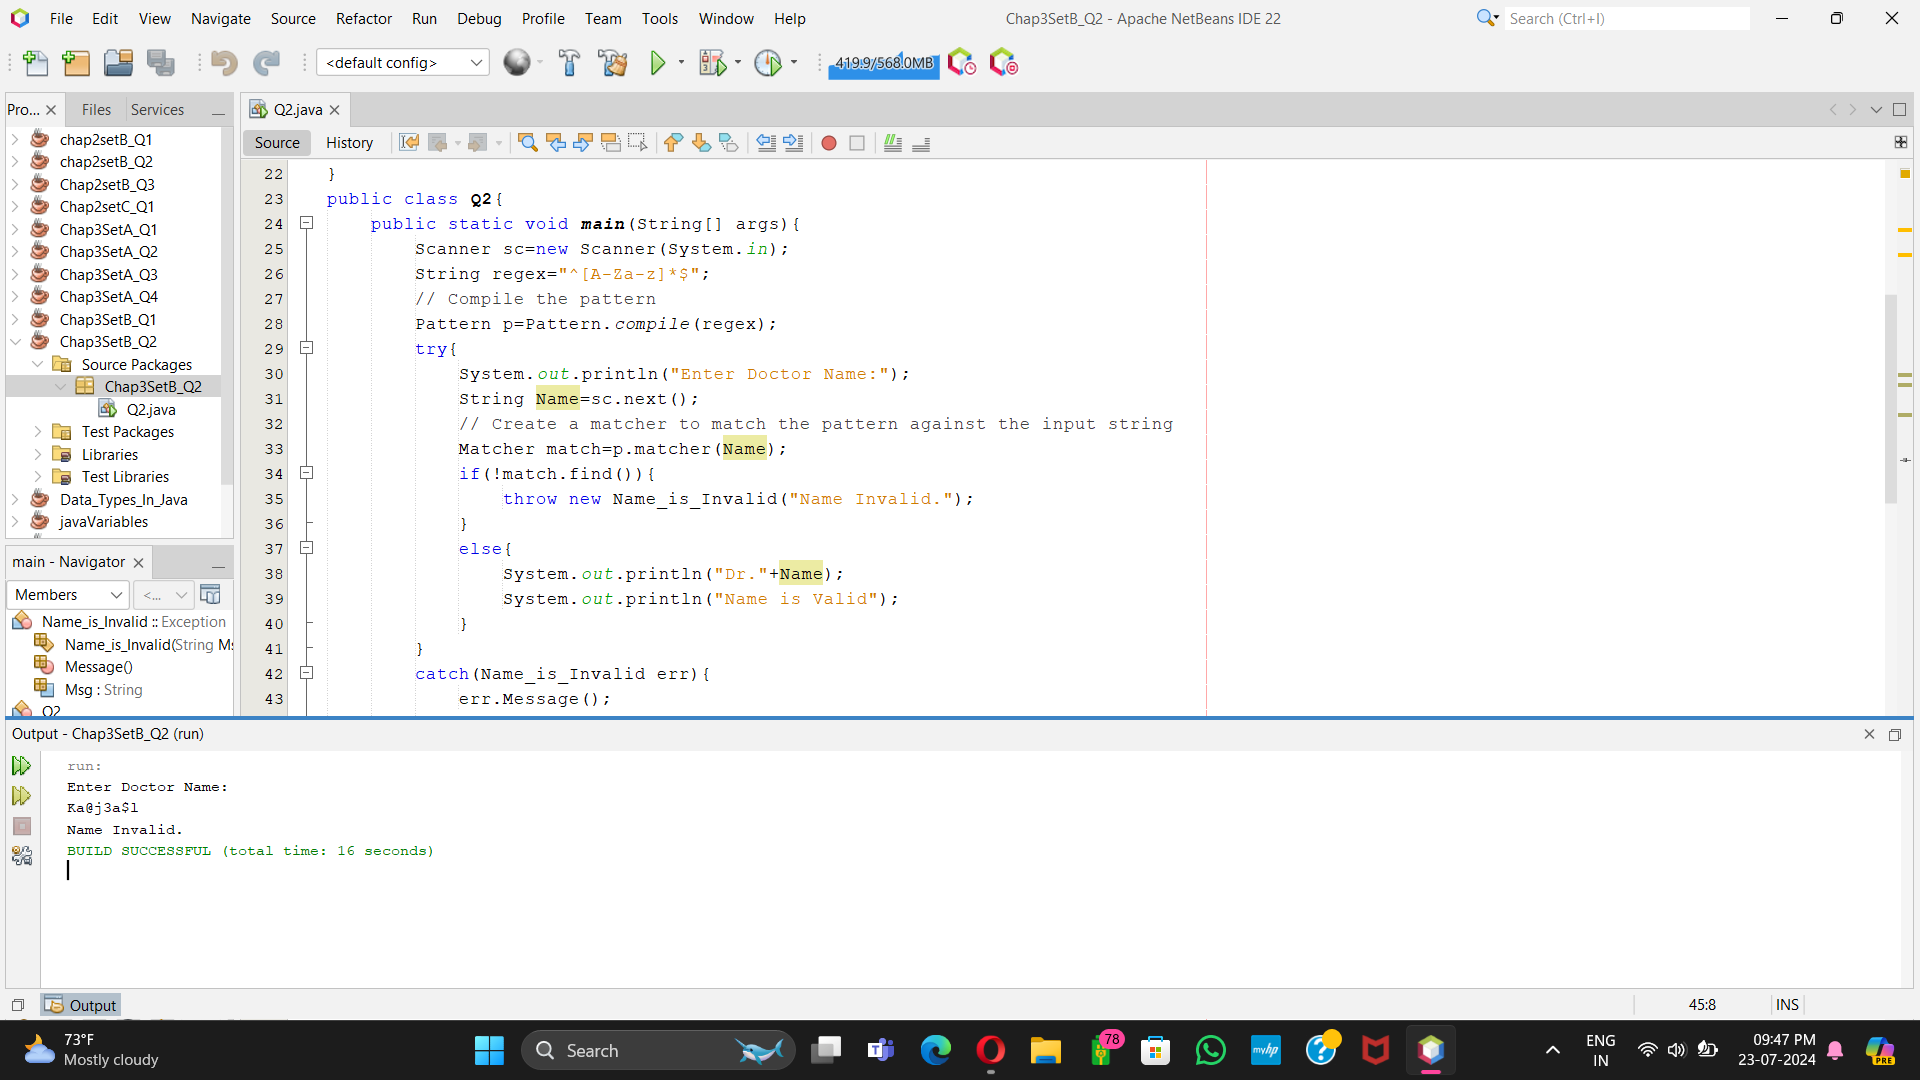 File Edit View Navigate Source Refactor Run Debug Profile Team Tools Window Help
Chap3SetB_Q2 - Apache NetBeans IDE 22
Search (Ctrl+I)
<default config>
419.9/568.0MB
Pro... Files Services
Q2.java
Source History
chap2setB_Q1
chap2setB_Q2
Chap2setB_Q3
Chap2setC_Q1
Chap3SetA_Q1
Chap3SetA_Q2
Chap3SetA_Q3
Chap3SetA_Q4
Chap3SetB_Q1
Chap3SetB_Q2
Source Packages
Chap3SetB_Q2
Q2.java
Test Packages
Libraries
Test Libraries
Data_Types_In_Java
javaVariables
main - Navigator
Members <...
Name_is_Invalid :: Exception
Name_is_Invalid(String Ms
Message()
Msg : String
Q2
22 }
23 public class Q2{
24 public static void main(String[] args){
25 Scanner sc=new Scanner(System.in);
26 String regex="^[A-Za-z]*$";
27 // Compile the pattern
28 Pattern p=Pattern.compile(regex);
29 try{
30 System.out.println("Enter Doctor Name:");
31 String Name=sc.next();
32 // Create a matcher to match the pattern against the input string
33 Matcher match=p.matcher(Name);
34 if(!match.find()){
35 throw new Name_is_Invalid("Name Invalid.");
36 }
37 else{
38 System.out.println("Dr."+Name);
39 System.out.println("Name is Valid");
40 }
41 }
42 catch(Name_is_Invalid err){
43 err.Message();
Output - Chap3SetB_Q2 (run)
run:
Enter Doctor Name:
Ka@j3a$l
Name Invalid.
BUILD SUCCESSFUL (total time: 16 seconds)
Output
45:8 INS
73°F
Mostly cloudy
Search
78
myhp
ENG
IN
09:47 PM
23-07-2024
PRE